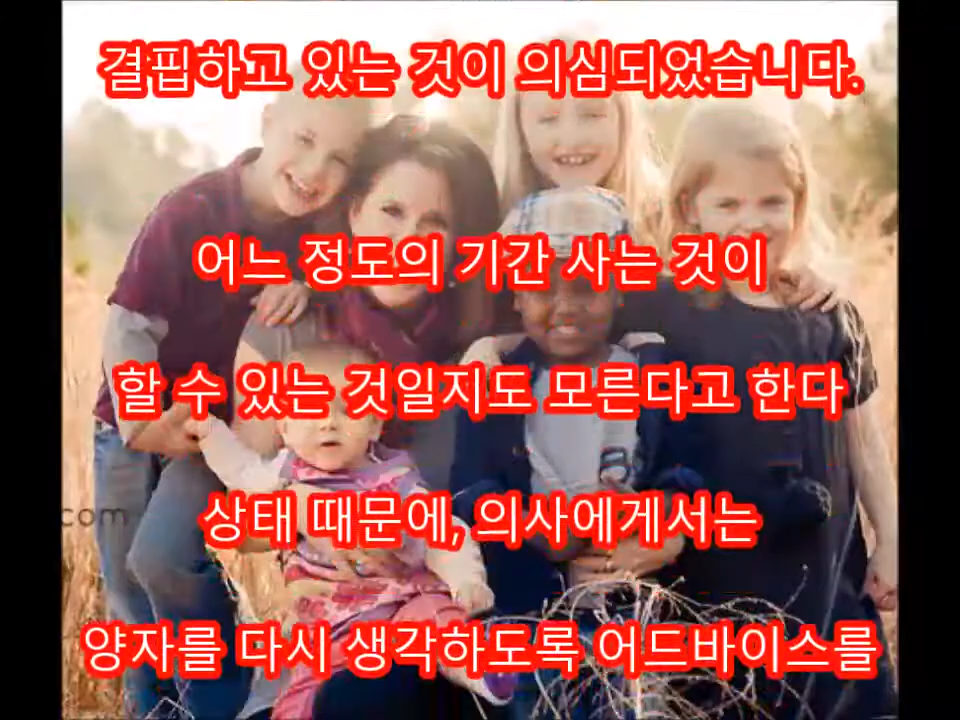 결핍하고 있는 것이 의심되었습니다.
어느 정도의 기간 사는 것이
할 수 있는 것일지도 모른다고 한다
상태 때문에, 의사에게서는
com
양자를 다시 생각하도록 어드바이스를